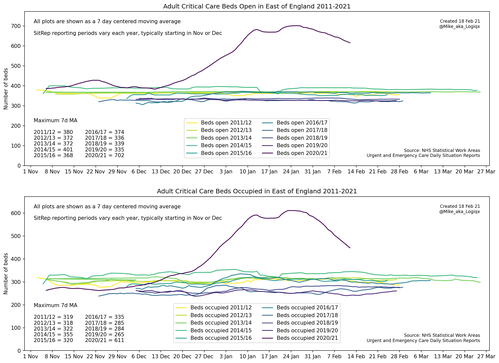 Adult Critical Care Beds Open in East of England 2011-2021
All plots are shown as a 7 day centered moving average
Created 18 Feb 21
@Mike_aka_Logiqx
SitRep reporting periods vary each year, typically starting in Nov or Dec
700
600
500
400
300
200
100
0
Number of beds
Maximum 7d MA
2011/12 = 380 2016/17 = 374
2012/13 = 372 2017/18 = 336
2013/14 = 372 2018/19 = 339
2014/15 = 401 2019/20 = 335
2015/16 = 368 2020/21 = 702
Beds open 2011/12 Beds open 2016/17
Beds open 2012/13 Beds open 2017/18
Beds open 2013/14 Beds open 2018/19
Beds open 2014/15 Beds open 2019/20
Beds open 2015/16 Beds open 2020/21
Source: NHS Statistical Work Areas
Urgent and Emergency Care Daily Situation Reports
1 Nov 8 Nov 15 Nov 22 Nov 29 Nov 6 Dec 13 Dec 20 Dec 27 Dec 3 Jan 10 Jan 17 Jan 24 Jan 31 Jan 7 Feb 14 Feb 21 Feb 28 Feb 6 Mar 13 Mar 20 Mar 27 Mar
Adult Critical Care Beds Occupied in East of England 2011-2021
All plots are shown as a 7 day centered moving average
Created 18 Feb 21
@Mike_aka_Logiqx
SitRep reporting periods vary each year, typically starting in Nov or Dec
600
500
400
300
200
100
0
Number of beds
Maximum 7d MA
2011/12 = 319 2016/17 = 335
2012/13 = 318 2017/18 = 285
2013/14 = 322 2018/19 = 284
2014/15 = 355 2019/20 = 265
2015/16 = 320 2020/21 = 611
Beds occupied 2011/12 Beds occupied 2016/17
Beds occupied 2012/13 Beds occupied 2017/18
Beds occupied 2013/14 Beds occupied 2018/19
Beds occupied 2014/15 Beds occupied 2019/20
Beds occupied 2015/16 Beds occupied 2020/21
Source: NHS Statistical Work Areas
Urgent and Emergency Care Daily Situation Reports
1 Nov 8 Nov 15 Nov 22 Nov 29 Nov 6 Dec 13 Dec 20 Dec 27 Dec 3 Jan 10 Jan 17 Jan 24 Jan 31 Jan 7 Feb 14 Feb 21 Feb 28 Feb 6 Mar 13 Mar 20 Mar 27 Mar